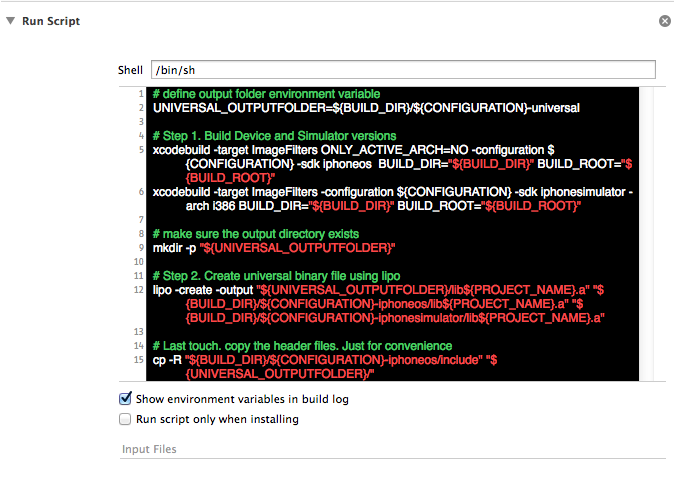 Run Script
Shell /bin/sh
1 # define output folder environment variable
2 UNIVERSAL_OUTPUTFOLDER=${BUILD_DIR}/${CONFIGURATION}-universal
3
4 # Step 1. Build Device and Simulator versions
5 xcodebuild -target ImageFilters ONLY_ACTIVE_ARCH=NO -configuration $
{CONFIGURATION} -sdk iphoneos  BUILD_DIR="${BUILD_DIR}" BUILD_ROOT="$
{BUILD_ROOT}"
6 xcodebuild -target ImageFilters -configuration ${CONFIGURATION} -sdk iphonesimulator -
arch i386 BUILD_DIR="${BUILD_DIR}" BUILD_ROOT="${BUILD_ROOT}"
7
8 # make sure the output directory exists
9 mkdir -p "${UNIVERSAL_OUTPUTFOLDER}"
10
11 # Step 2. Create universal binary file using lipo
12 lipo -create -output "${UNIVERSAL_OUTPUTFOLDER}/lib${PROJECT_NAME}.a" "$
{BUILD_DIR}/${CONFIGURATION}-iphoneos/lib${PROJECT_NAME}.a" "$
{BUILD_DIR}/${CONFIGURATION}-iphonesimulator/lib${PROJECT_NAME}.a"
13
14 # Last touch. copy the header files. Just for convenience
15 cp -R "${BUILD_DIR}/${CONFIGURATION}-iphoneos/include" "$
{UNIVERSAL_OUTPUTFOLDER}/"
Show environment variables in build log
Run script only when installing
Input Files